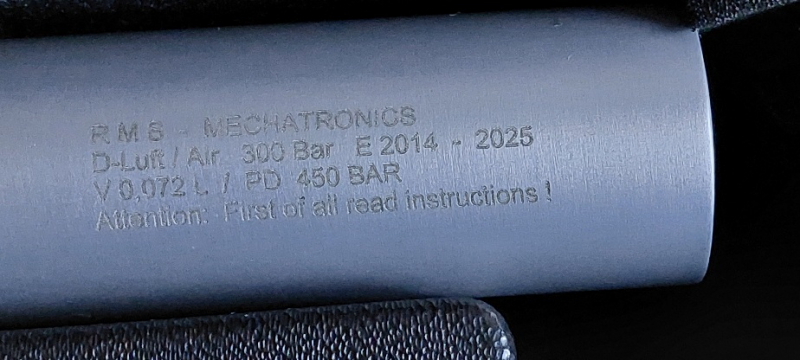 R M S - MECHATRONICS
D-Luft / Air 300 Bar E 2014 - 2025
V 0,072 L / PD 450 BAR
Attention: First of all read instructions !